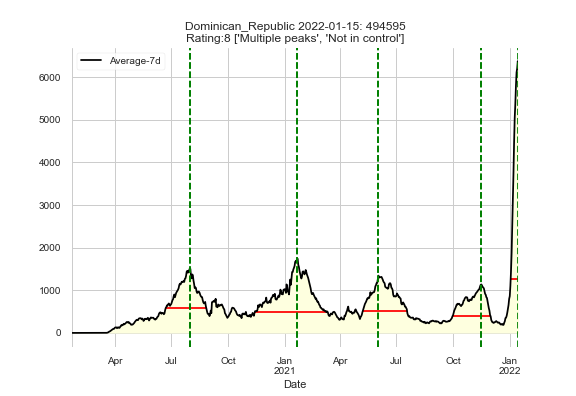 Dominican_Republic 2022-01-15: 494595
Rating:8 ['Multiple peaks', 'Not in control']
Average-7d
6000
5000
4000
3000
2000
1000
0
Apr Jul Oct Jan Apr Jul Oct Jan
2021 2022
Date